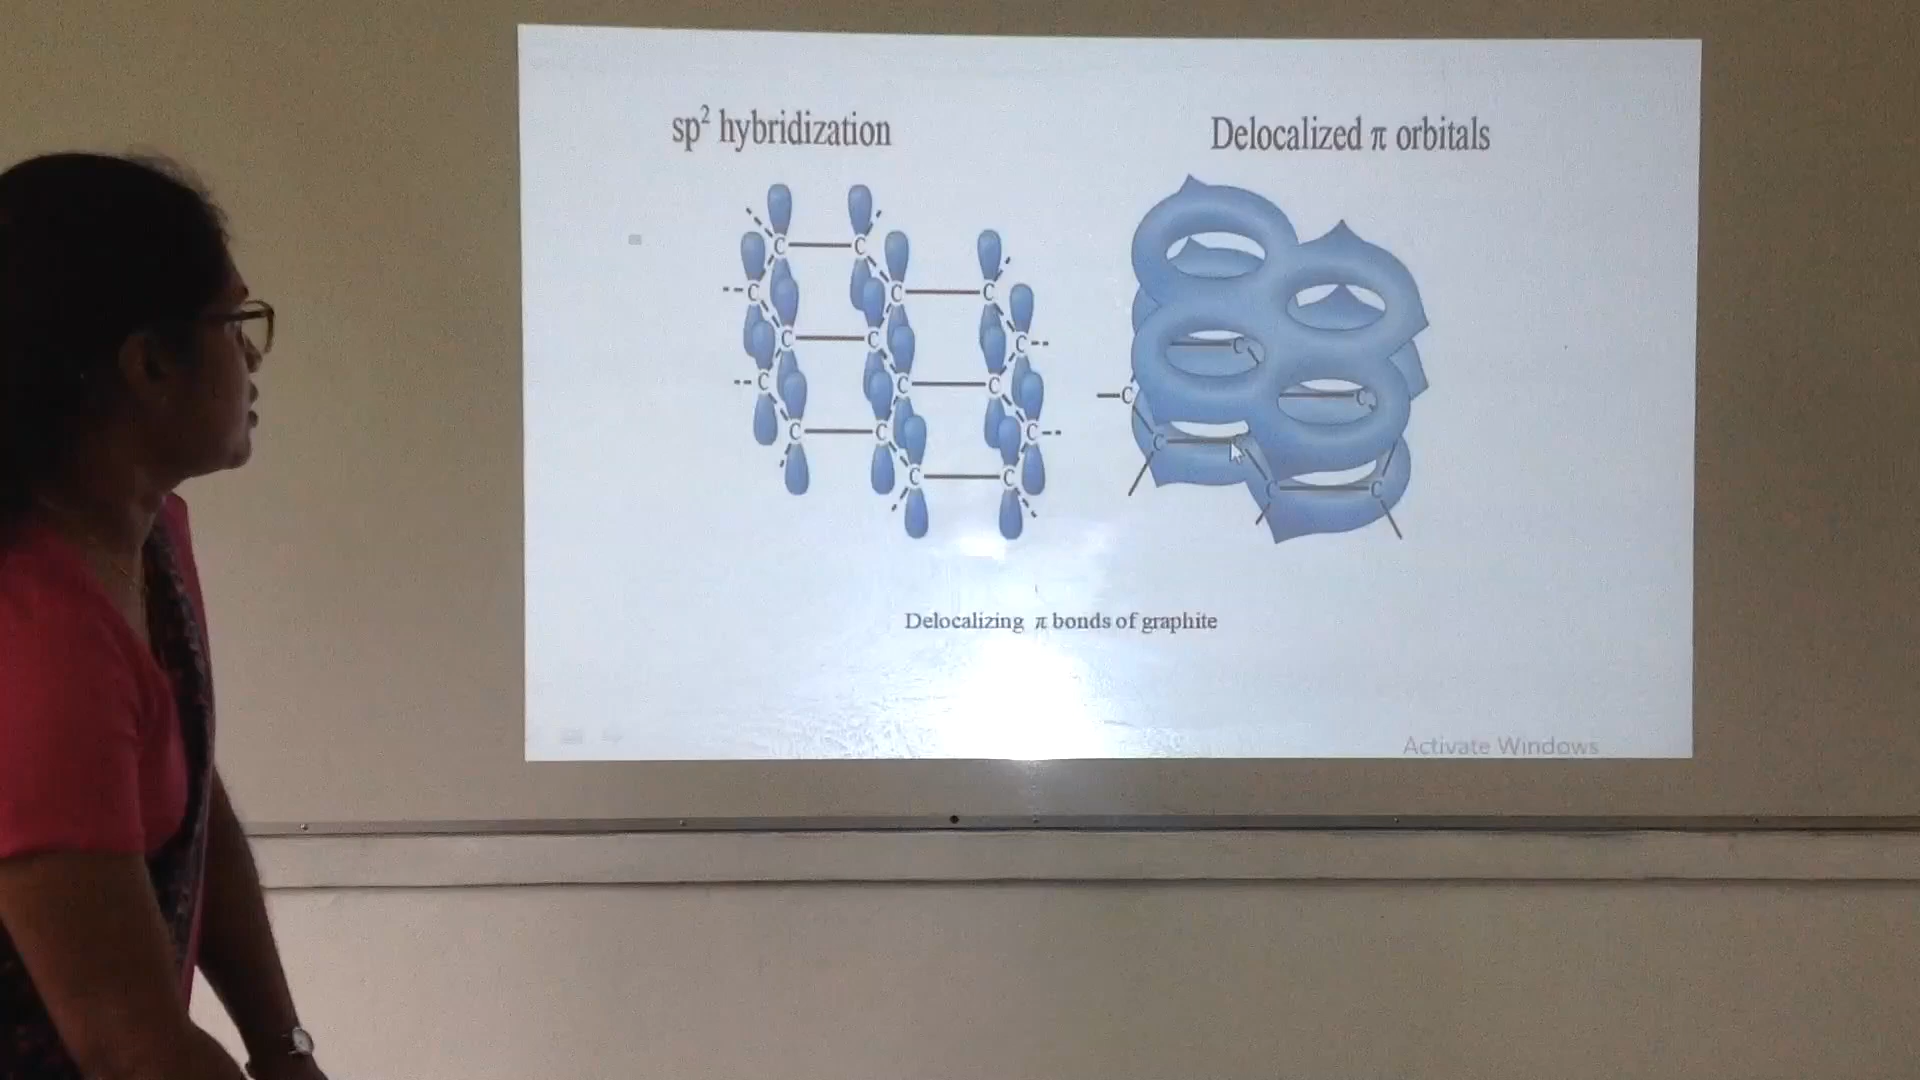 sp² hybridization
Delocalized π orbitals
C C
C C C
C C C
C C C
C C C
C C
C
C C
C C
C C
Delocalizing π bonds of graphite
Activate Windows